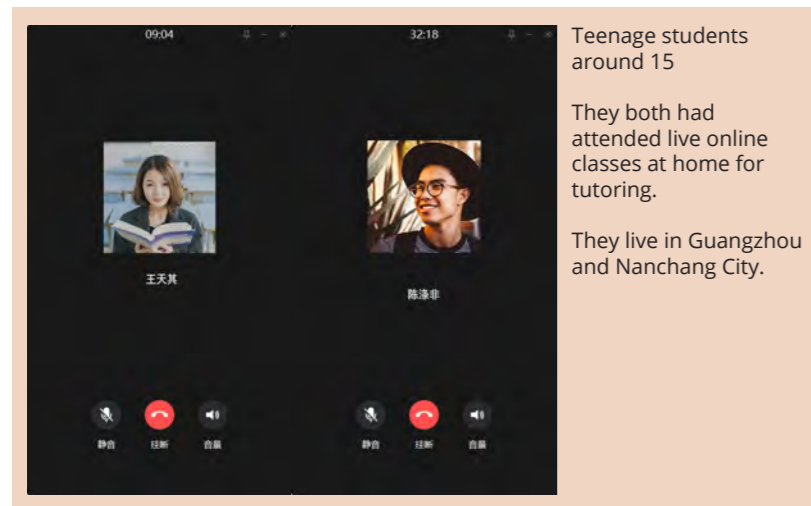 09:04
王天其
静音
挂断
音量
32:18
陈涤非
静音
挂断
音量
Teenage students
around 15
They both had
attended live online
classes at home for
tutoring.
They live in Guangzhou
and Nanchang City.